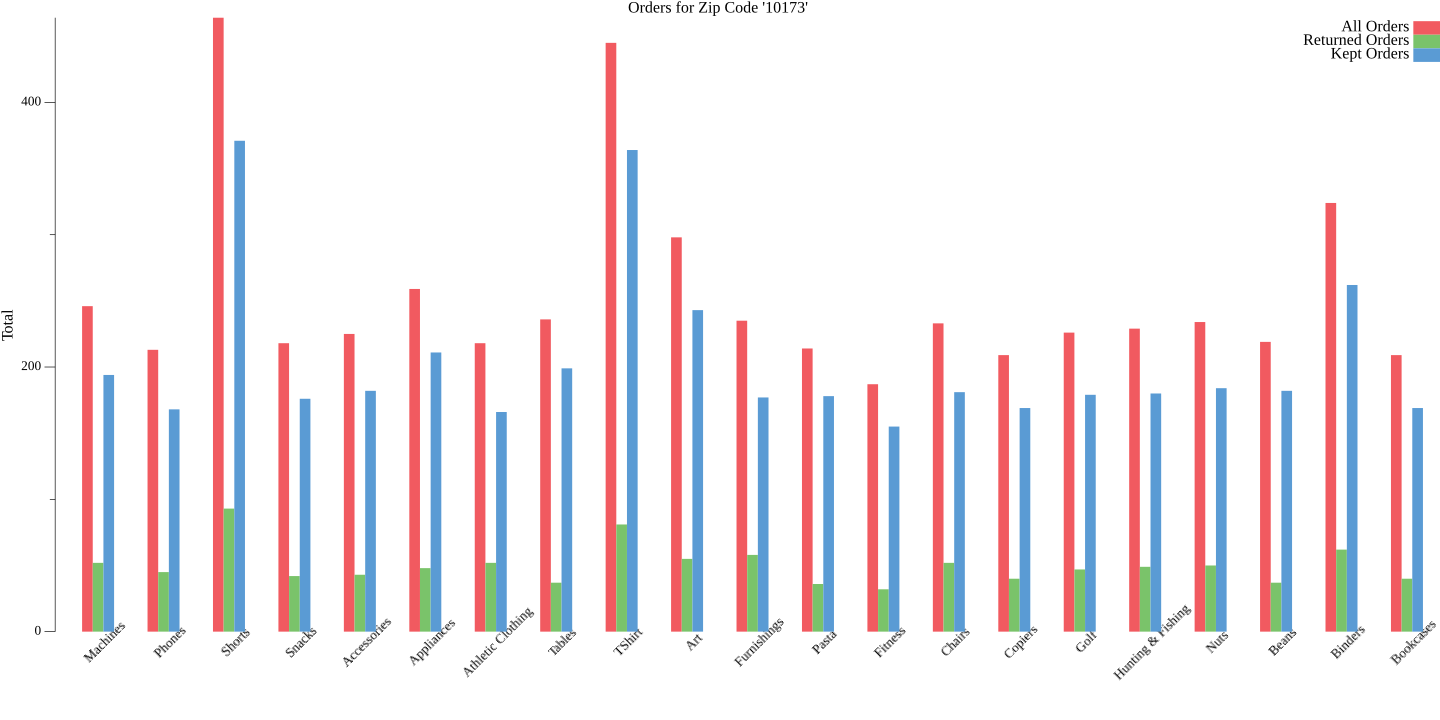 Orders for Zip Code '10173'
All Orders
Returned Orders
Kept Orders
Total
400
200
0
Machines
Phones
Shorts
Snacks
Accessories
Appliances
Athletic Clothing
Tables
TShirt
Art
Furnishings
Pasta
Fitness
Chairs
Copiers
Golf
Hunting & Fishing
Nuts
Beans
Binders
Bookcases